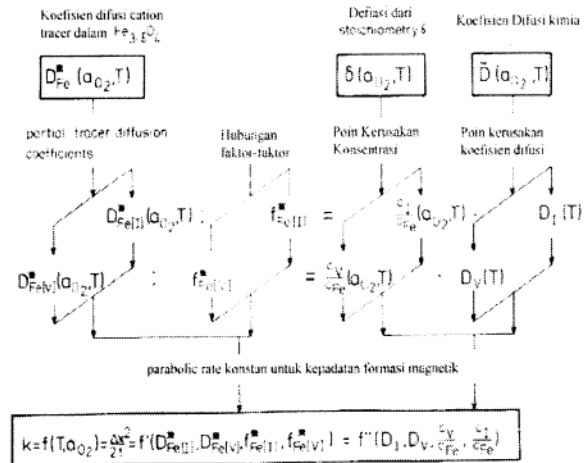 Koefisien difusi cation
tracer dalam Fe₃₋δO₄
Defiasi dari
stoichiometry δ
Koefisien Difusi kimia
D*Fe (aO₂,T)
δ(aO₂,T)
D̃(aO₂,T)
partial tracer diffusion
coefficients
Hubungan
faktor-faktor
Poin Kerusakan
Konsentrasi
Poin kerusakan
koefisien difusi
D*Fe[I](aO₂,T) : f*Fe[I] = cI/cFe(aO₂,T) · DI(T)
D*Fe[V](aO₂,T) : f*Fe[V] = cV/cFe(aO₂,T) · DV(T)
parabolic rate konstan untuk kepadatan formasi magnetik
k=f(T,aO₂)=Δx²/2t=f'(D*Fe[I],D*Fe[V],f*Fe[I],f*Fe[V]) = f''(DI,DV,cV/cFe,cI/cFe)